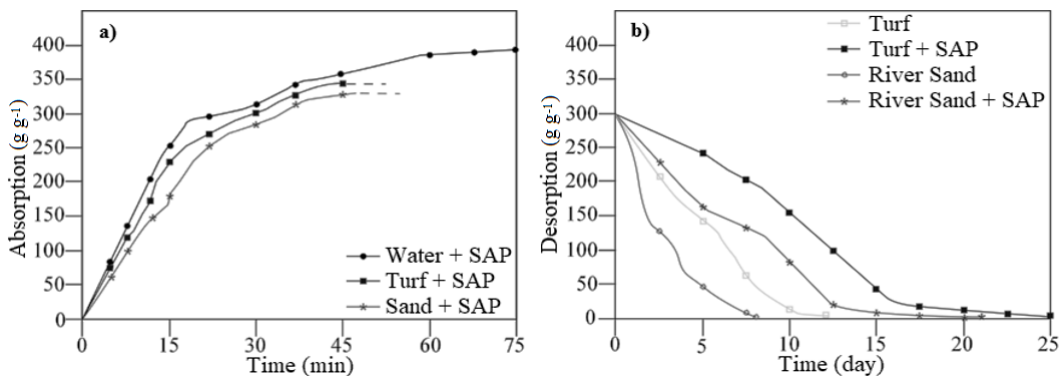 a)
Absorption (g g⁻¹)
400
350
300
250
200
150
100
50
0
0 15 30 45 60 75
Time (min)
Water + SAP
Turf + SAP
Sand + SAP
b)
Desorption (g g⁻¹)
400
350
300
250
200
150
100
50
0
0 5 10 15 20 25
Time (day)
Turf
Turf + SAP
River Sand
River Sand + SAP